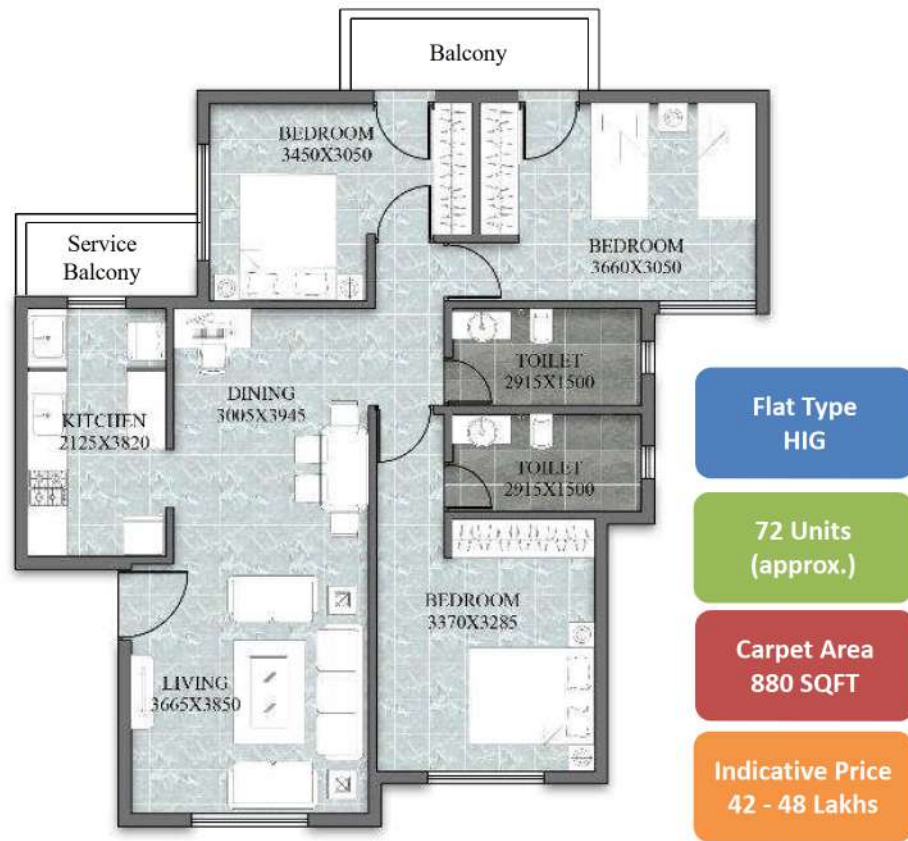 Balcony
BEDROOM
3450X3050
BEDROOM
3660X3050
Service
Balcony
TOILET
2915X1500
DINING
3005X3945
KITCHEN
2125X3820
TOILET
2915X1500
BEDROOM
3370X3285
LIVING
3665X3850
Flat Type
HIG
72 Units
(approx.)
Carpet Area
880 SQFT
Indicative Price
42 - 48 Lakhs